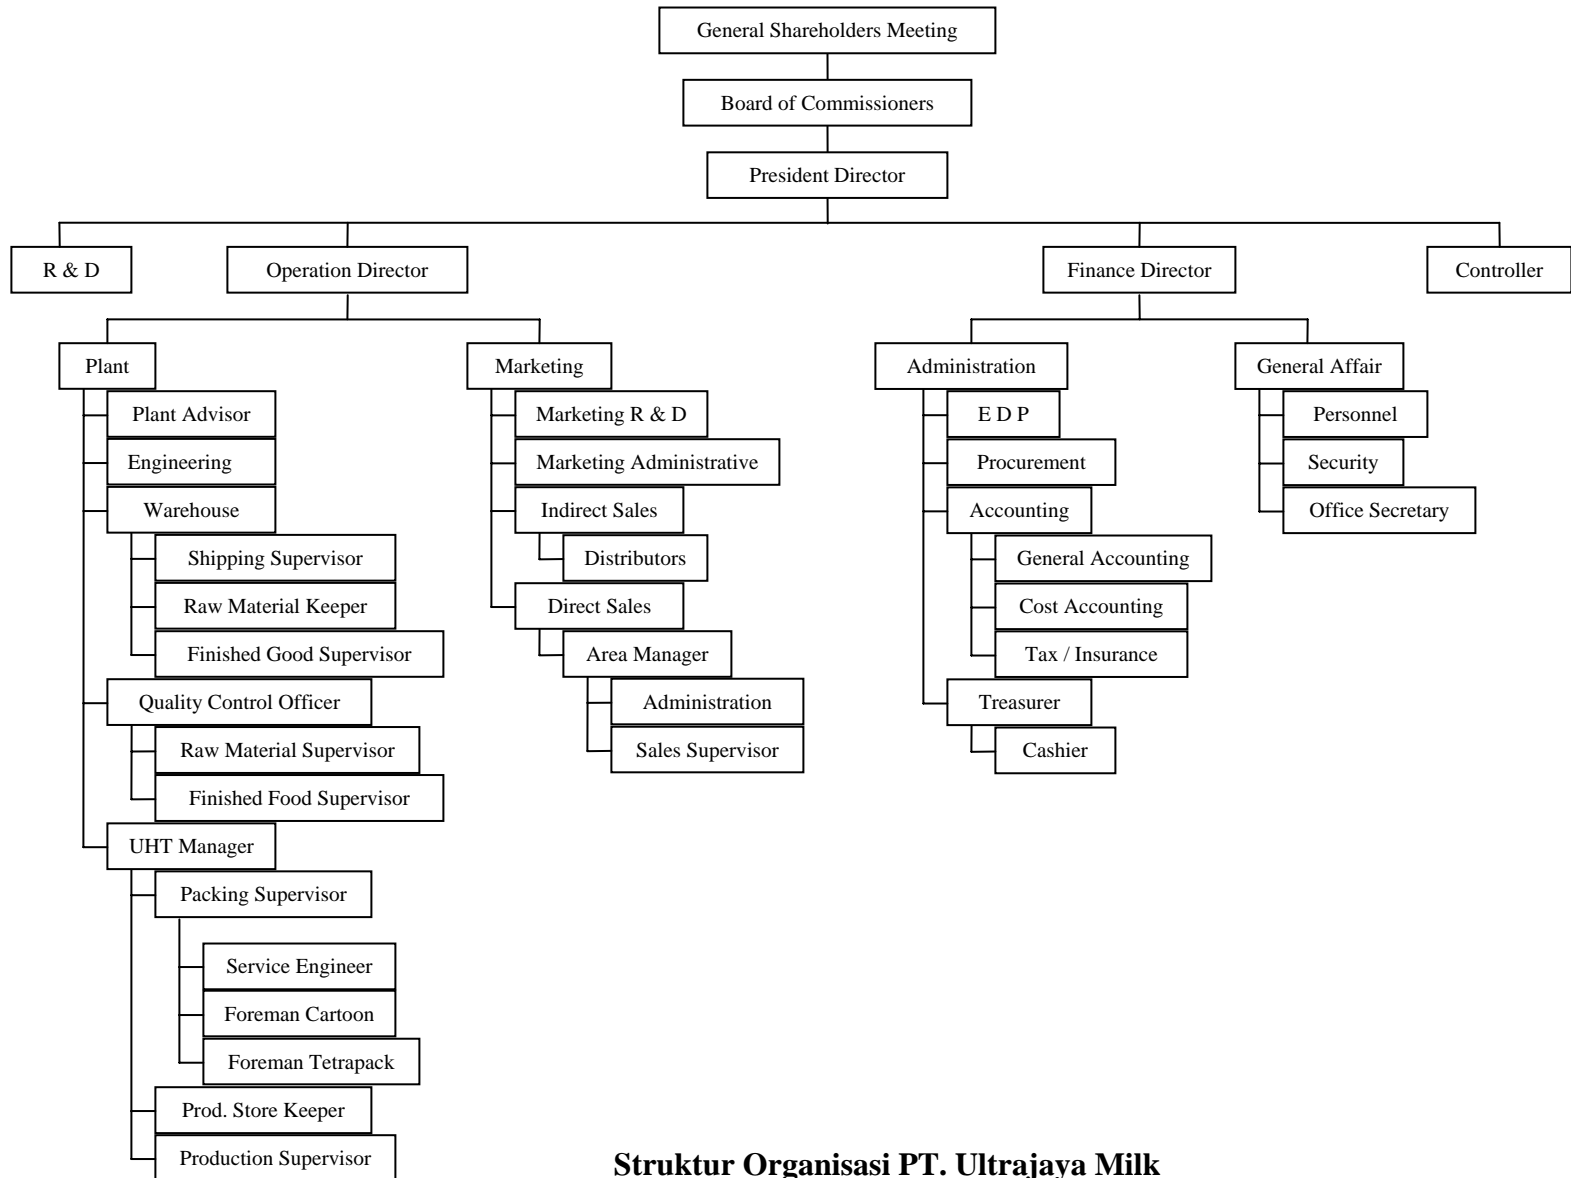 General Shareholders Meeting
Board of Commissioners
President Director
R & D
Operation Director
Finance Director
Controller
Plant
Plant Advisor
Engineering
Warehouse
Shipping Supervisor
Raw Material Keeper
Finished Good Supervisor
Quality Control Officer
Raw Material Supervisor
Finished Food Supervisor
UHT Manager
Packing Supervisor
Service Engineer
Foreman Cartoon
Foreman Tetrapack
Prod. Store Keeper
Production Supervisor
Marketing
Marketing R & D
Marketing Administrative
Indirect Sales
Distributors
Direct Sales
Area Manager
Administration
Sales Supervisor
Administration
E D P
Procurement
Accounting
General Accounting
Cost Accounting
Tax / Insurance
Treasurer
Cashier
General Affair
Personnel
Security
Office Secretary
Struktur Organisasi PT. Ultrajaya Milk